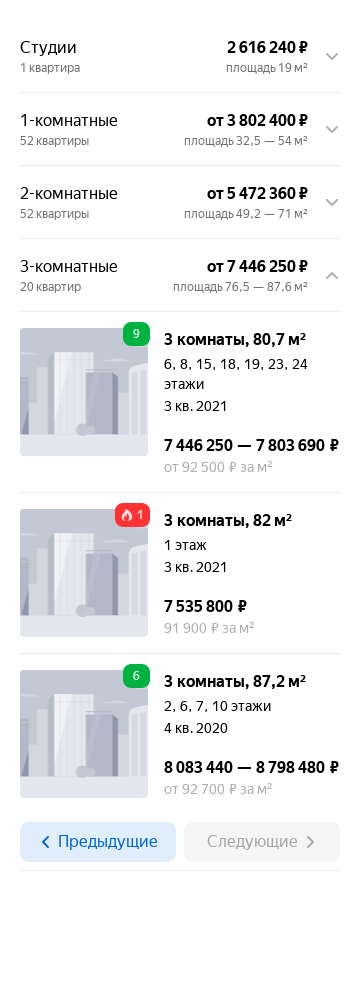 Студии
2 616 240 ₽
1 квартира
площадь 19 м²
1-комнатные
от 3 802 400 ₽
52 квартиры
площадь 32,5 — 54 м²
2-комнатные
от 5 472 360 ₽
52 квартиры
площадь 49,2 — 71 м²
3-комнатные
от 7 446 250 ₽
20 квартир
площадь 76,5 — 87,6 м²
9
3 комнаты, 80,7 м²
6, 8, 15, 18, 19, 23, 24
этажи
3 кв. 2021
7 446 250 — 7 803 690 ₽
от 92 500 ₽ за м²
1
3 комнаты, 82 м²
1 этаж
3 кв. 2021
7 535 800 ₽
91 900 ₽ за м²
6
3 комнаты, 87,2 м²
2, 6, 7, 10 этажи
4 кв. 2020
8 083 440 — 8 798 480 ₽
от 92 700 ₽ за м²
Предыдущие
Следующие